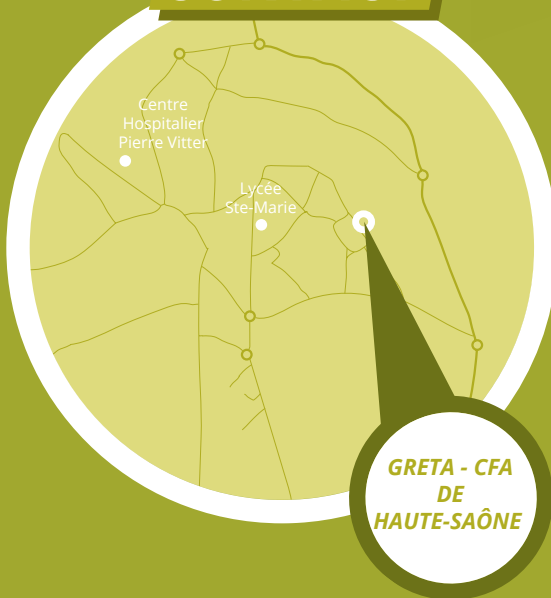 Centre
Hospitalier
Pierre Vitter
Lycée
Ste-Marie
GRETA - CFA
DE
HAUTE-SAÔNE